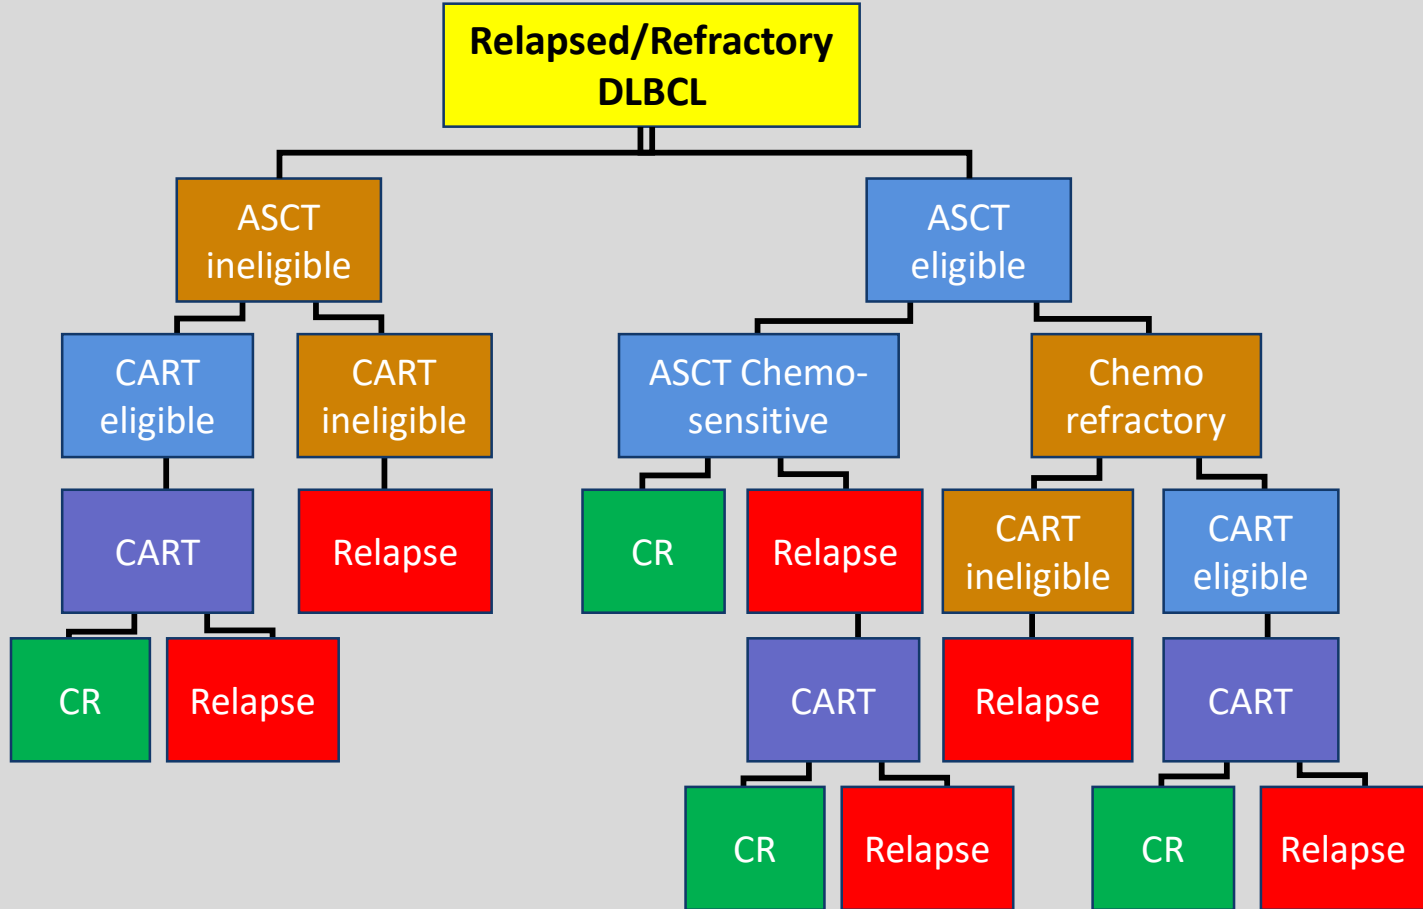 Relapsed/Refractory
DLBCL
ASCT
ineligible
ASCT
eligible
CART
eligible
CART
ineligible
ASCT Chemo-
sensitive
Chemo
refractory
CART
Relapse
CR
Relapse
CART
ineligible
CART
eligible
CR
Relapse
CART
Relapse
CART
CR
Relapse
CR
Relapse